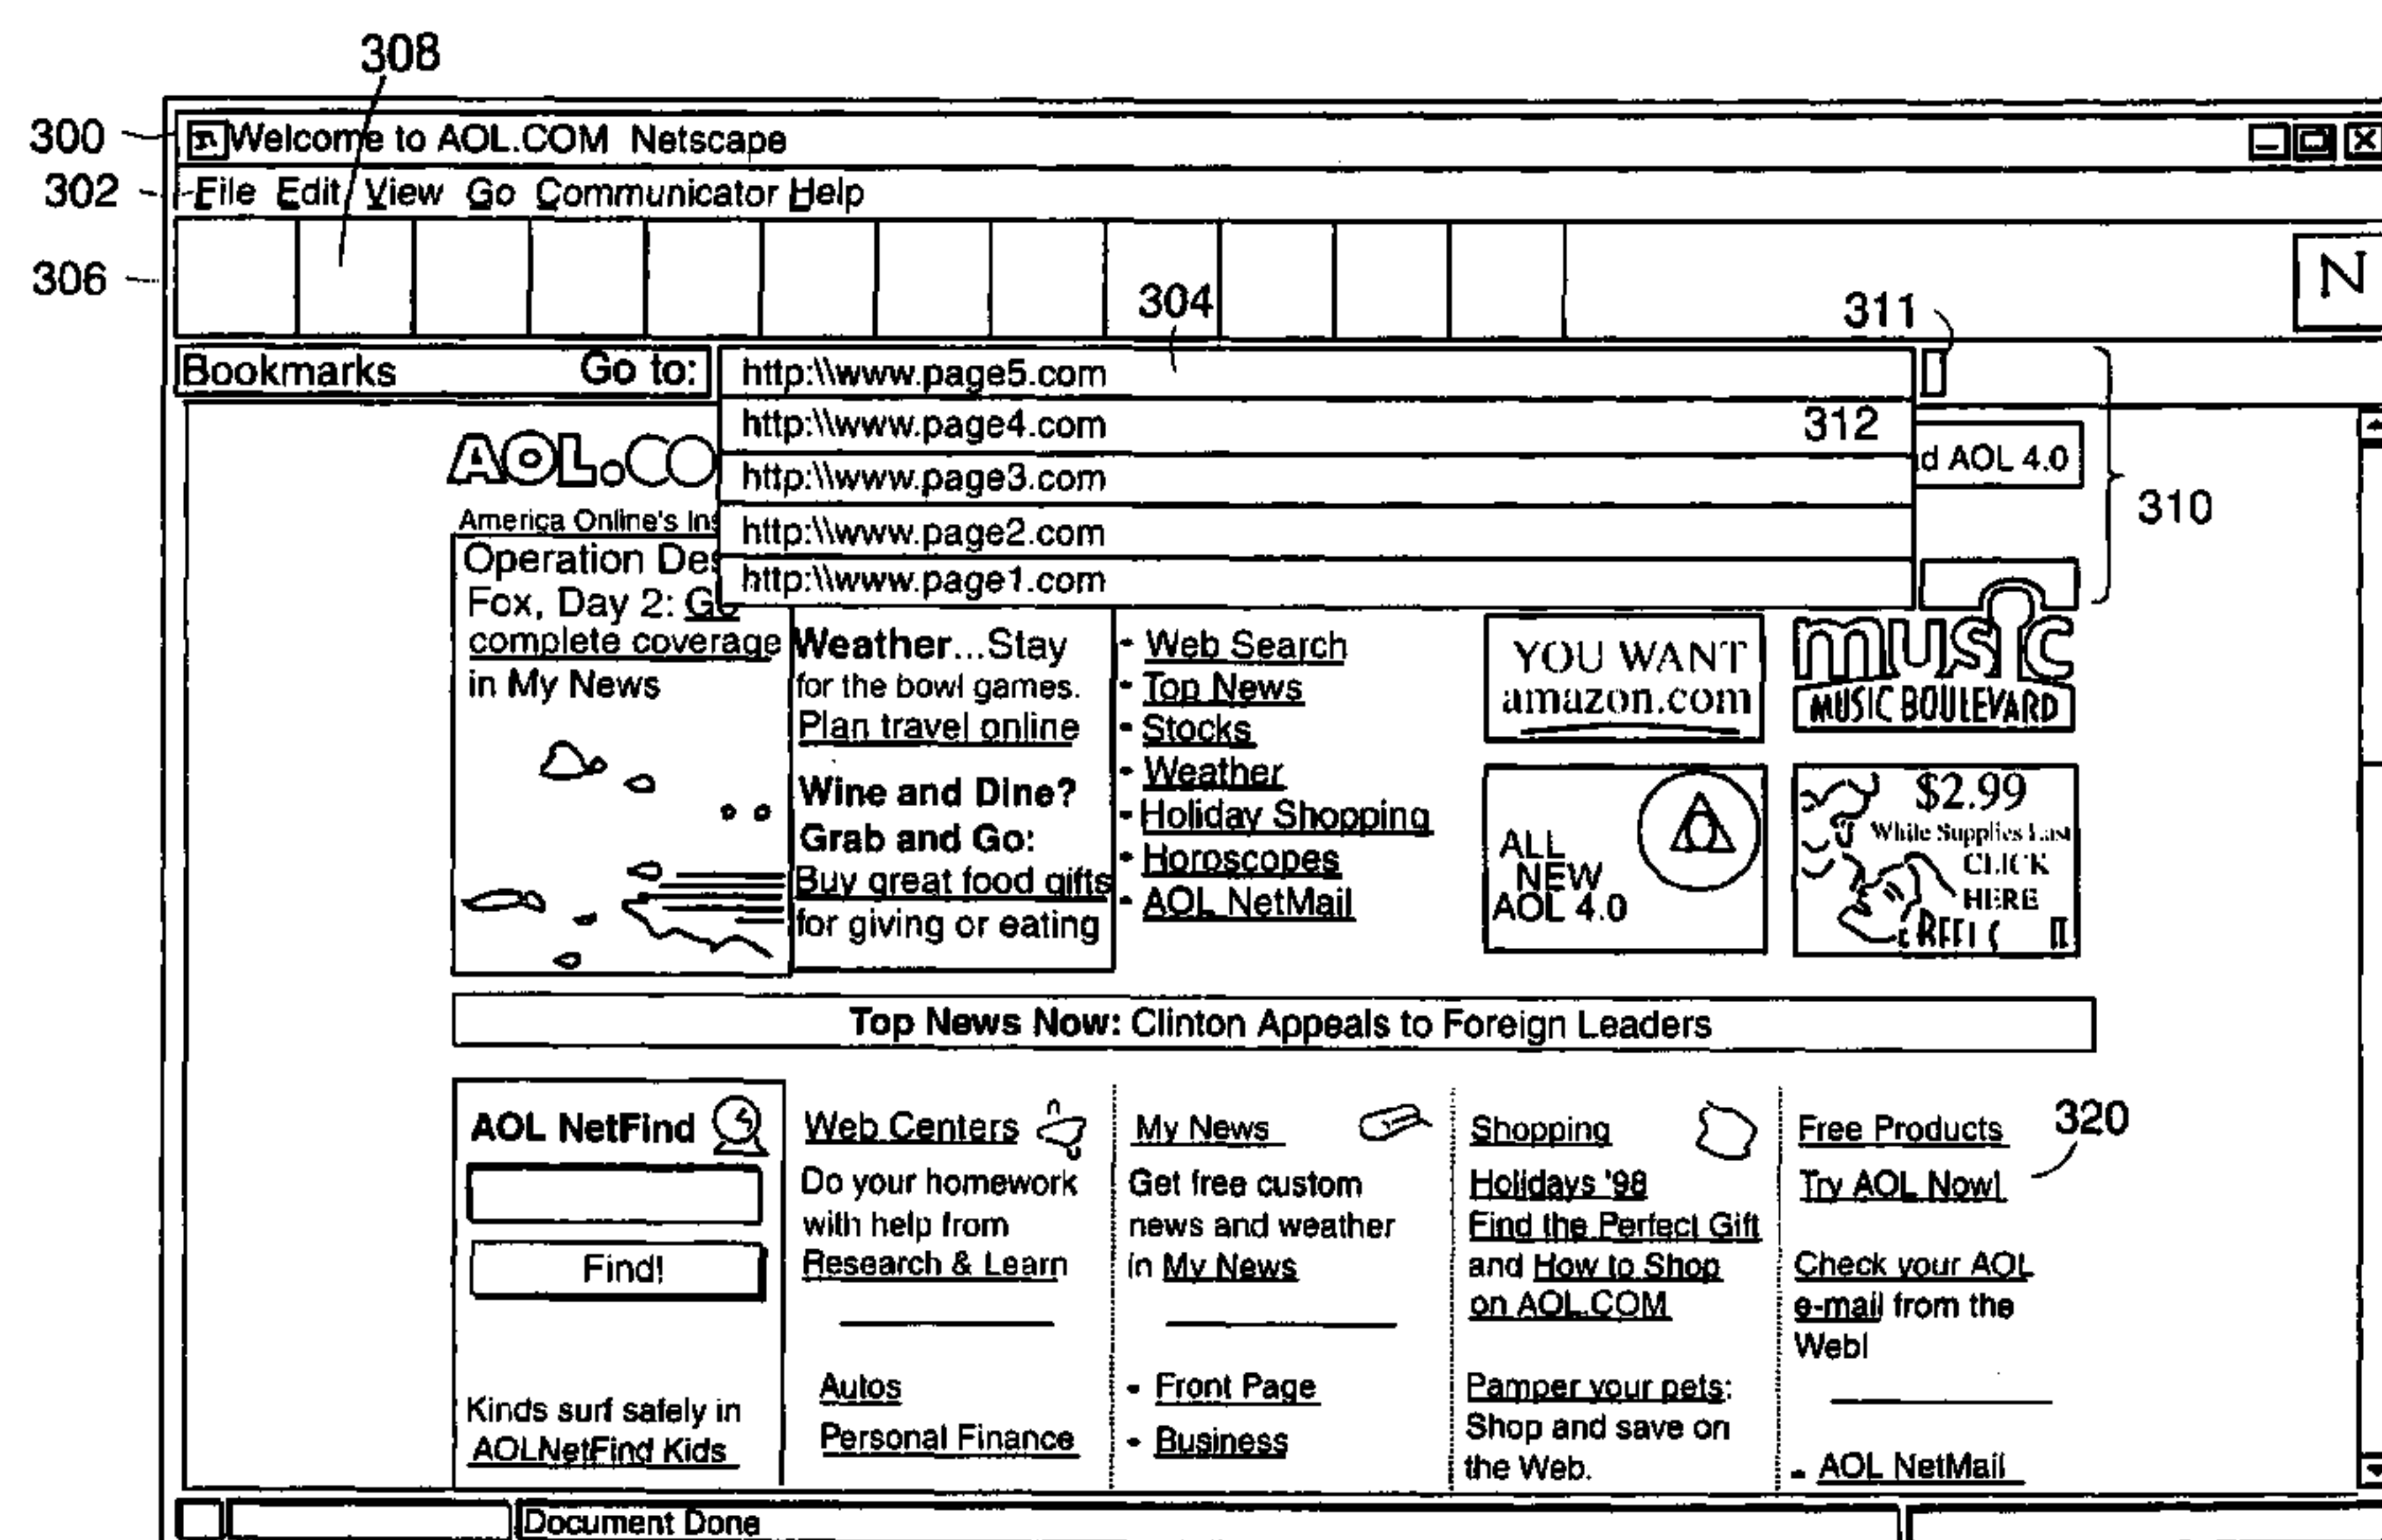 308
300
Welcome to AOL.COM Netscape
302
File Edit View Go Communicator Help
306
304
311
N
Bookmarks Go to:
http:\\www.page5.com
http:\\www.page4.com
312
http:\\www.page3.com
http:\\www.page2.com
http:\\www.page1.com
310
AOL.CO
d AOL 4.0
America Online's Ins
Operation Des
Fox, Day 2: Go
complete coverage
in My News
Weather...Stay
for the bowl games.
Plan travel online
Wine and Dine?
Grab and Go:
Buy great food gifts
for giving or eating
- Web Search
- Top News
- Stocks
- Weather
- Holiday Shopping
- Horoscopes
- AOL NetMail
YOU WANT
amazon.com
music
MUSIC BOULEVARD
ALL
NEW
AOL 4.0
$2.99
While Supplies Last
CLICK
HERE
Top News Now: Clinton Appeals to Foreign Leaders
AOL NetFind
Find!
Kinds surf safely in
AOLNetFind Kids
Web Centers
Do your homework
with help from
Research & Learn
Autos
Personal Finance
My News
Get free custom
news and weather
in My News
- Front Page
- Business
Shopping
Holidays '98
Find the Perfect Gift
and How to Shop
on AOL.COM
Pamper your pets:
Shop and save on
the Web.
Free Products
320
Try AOL Now!
Check your AOL
e-mail from the
Web!
- AOL NetMail
Document Done